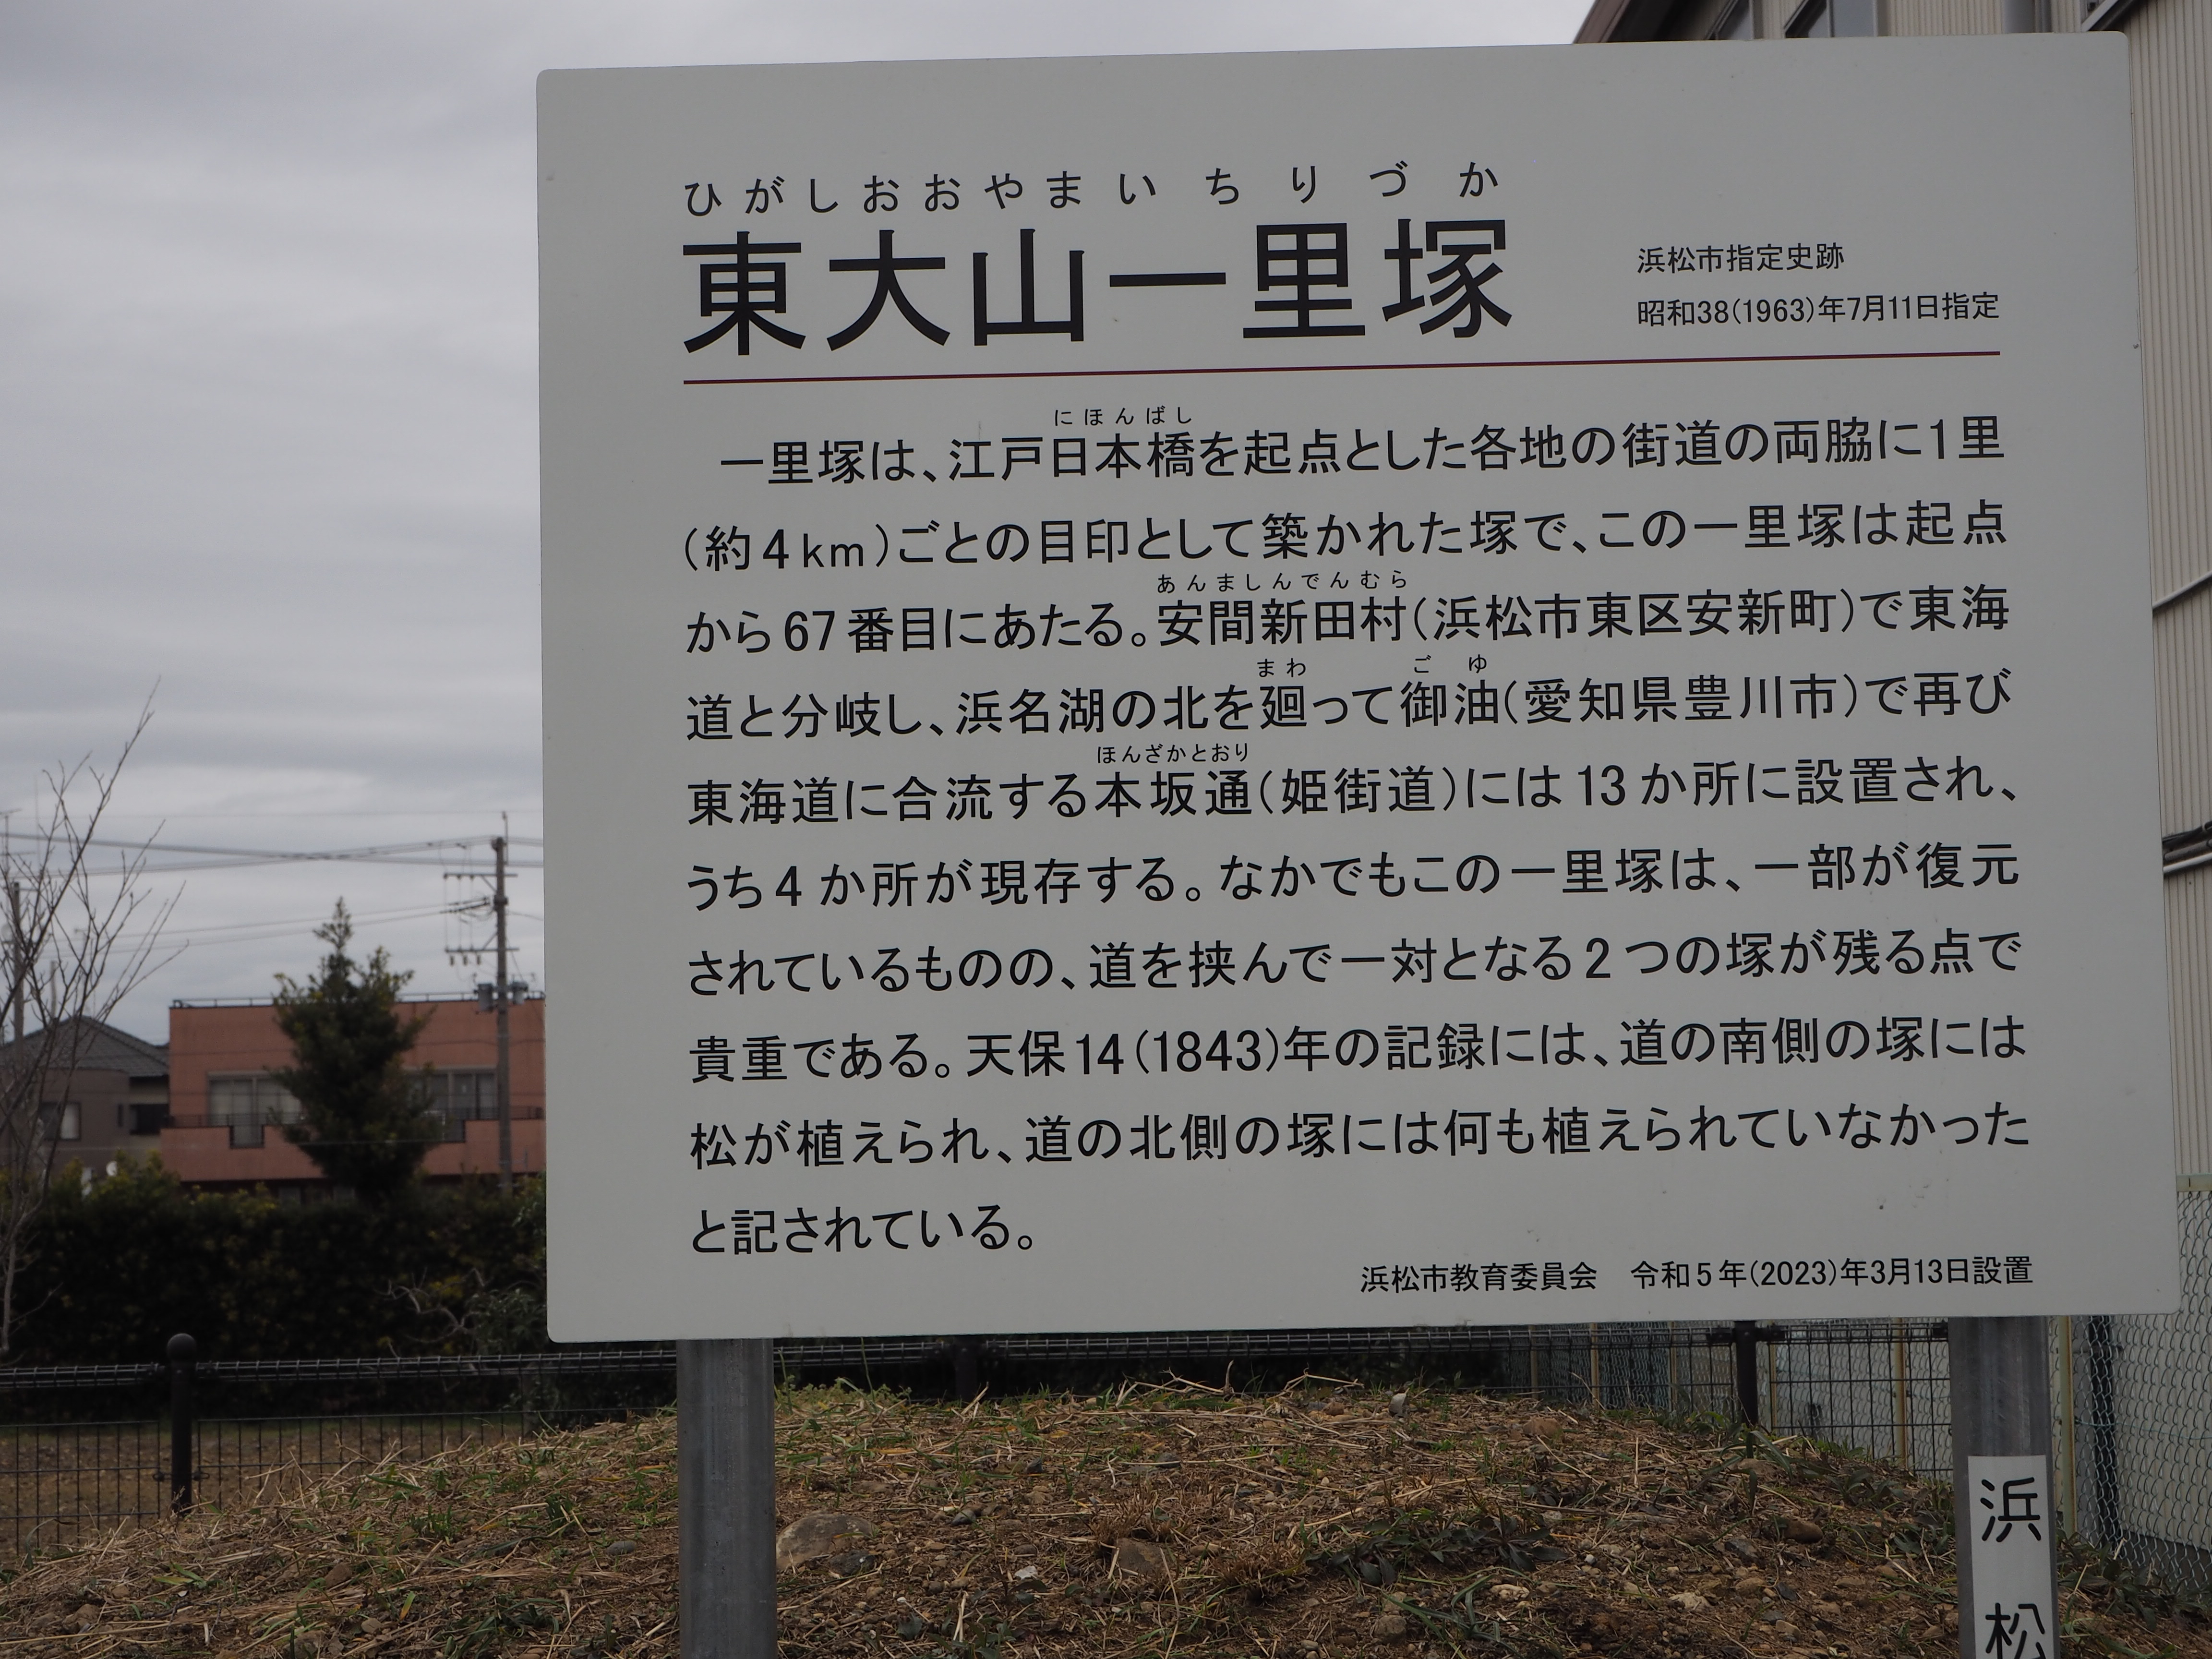 ひがしおおやまいちりづか
東大山一里塚
浜松市指定史跡
昭和38(1963)年7月11日指定
にほんばし
一里塚は、江戸日本橋を起点とした各地の街道の両脇に1里
(約4km)ごとの目印として築かれた塚で、この一里塚は起点
あんましんでんむら
から67番目にあたる。安間新田村(浜松市東区安新町)で東海
まわ ごゆ
道と分岐し、浜名湖の北を廻って御油(愛知県豊川市)で再び
ほんざかとおり
東海道に合流する本坂通(姫街道)には13か所に設置され、
うち4か所が現存する。なかでもこの一里塚は、一部が復元
されているものの、道を挟んで一対となる2つの塚が残る点で
貴重である。天保14(1843)年の記録には、道の南側の塚には
松が植えられ、道の北側の塚には何も植えられていなかった
と記されている。
浜松市教育委員会 令和5年(2023)年3月13日設置
浜松